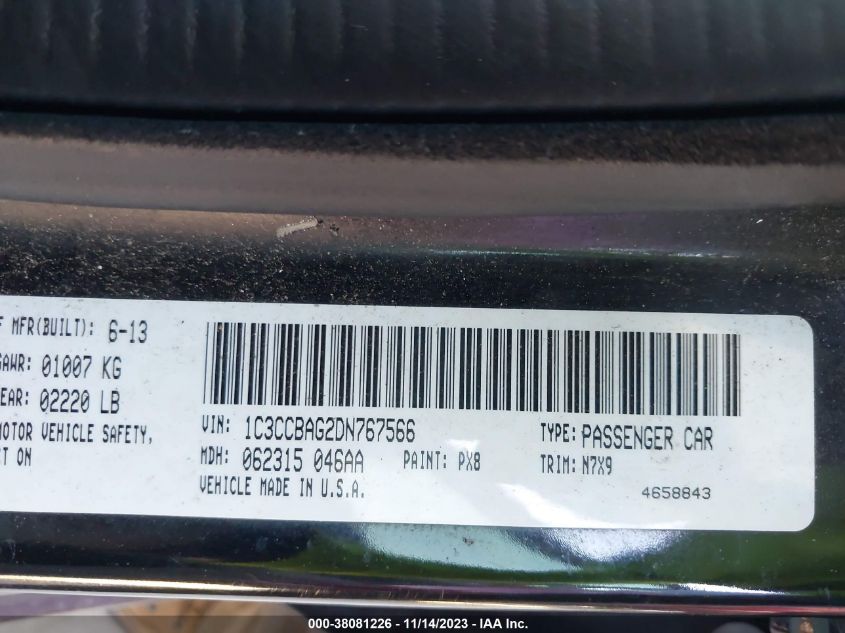 MFR(BUILT): 6-13
GAWR: 01007 KG
02220 LB
MOTOR VEHICLE SAFETY,
ON
VIN: 1C3CCBAG2DN767566
TYPE: PASSENGER CAR
MDH: 062315 046AA
PAINT: PX8
TRIM: N7X9
VEHICLE MADE IN U.S.A.
4658843
000-38081226 - 11/14/2023 - IAA Inc.